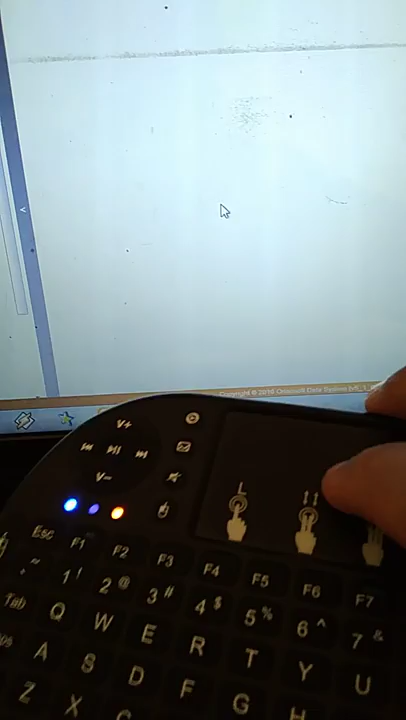 Copyright © 2010 Omnisoft Data Systems
V+
V-
L
Esc F1 F2 F3 F4 F5 F6 F7
~ 1! 2@ 3# 4$ 5% 6^ 7&
Tab Q W E R T Y U
A S D F G H
Z X C